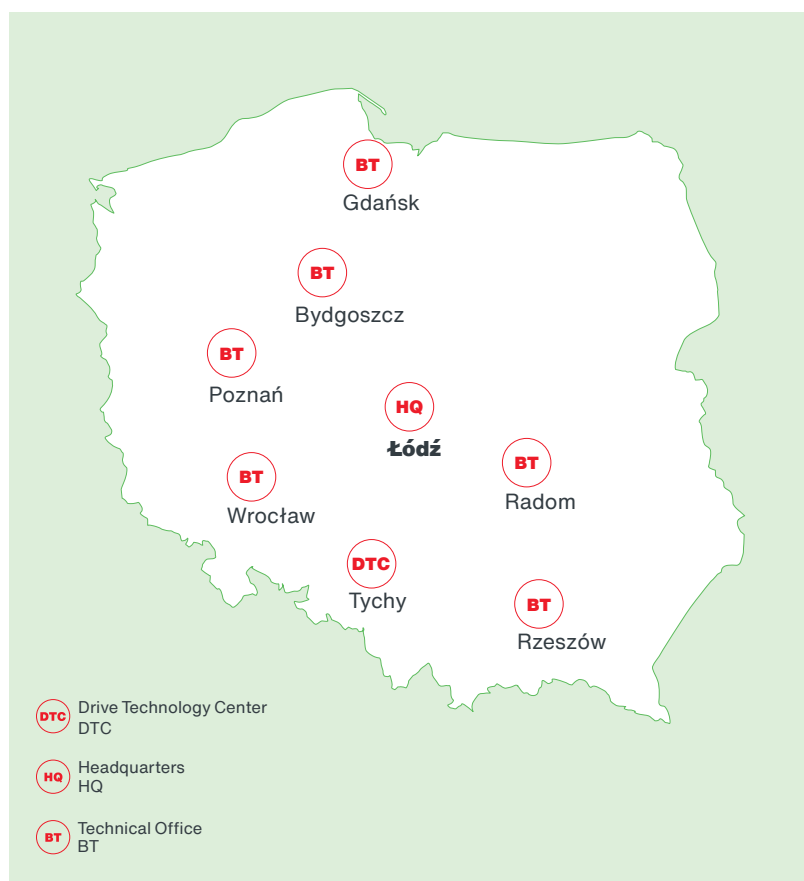 BT
Gdańsk
BT
Bydgoszcz
BT
Poznań
HQ
Łódź
BT
Radom
BT
Wrocław
DTC
Tychy
BT
Rzeszów
DTC
Drive Technology Center
DTC
HQ
Headquarters
HQ
BT
Technical Office
BT